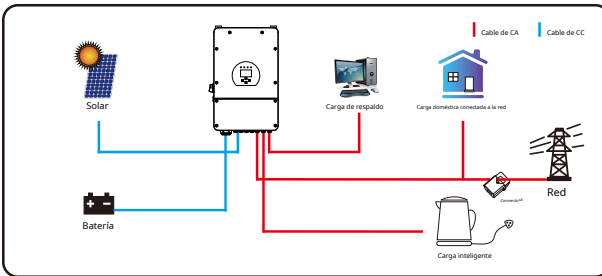 Cable de CA
Cable de CC
Solar
Carga de respaldo
Carga doméstica conectada a la red
Red
Batería
Carga inteligente